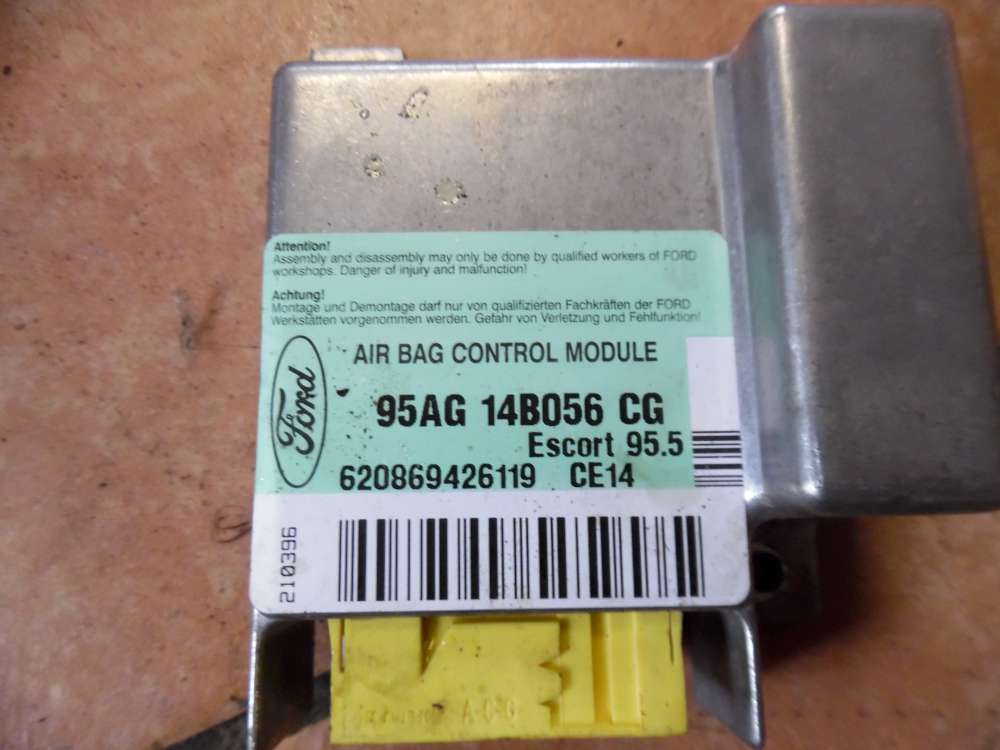 Attention!
Assembly and disassembly may only be done by qualified workers of FORD
workshops. Danger of injury and malfunction!
Achtung!
Montage und Demontage darf nur von qualifizierten Fachkräften der FORD
Werkstätten vorgenommen werden. Gefahr von Verletzung und Fehlfunktion!
AIR BAG CONTROL MODULE
Ford
95AG 14B056 CG
Escort 95.5
620869426119 CE14
210396